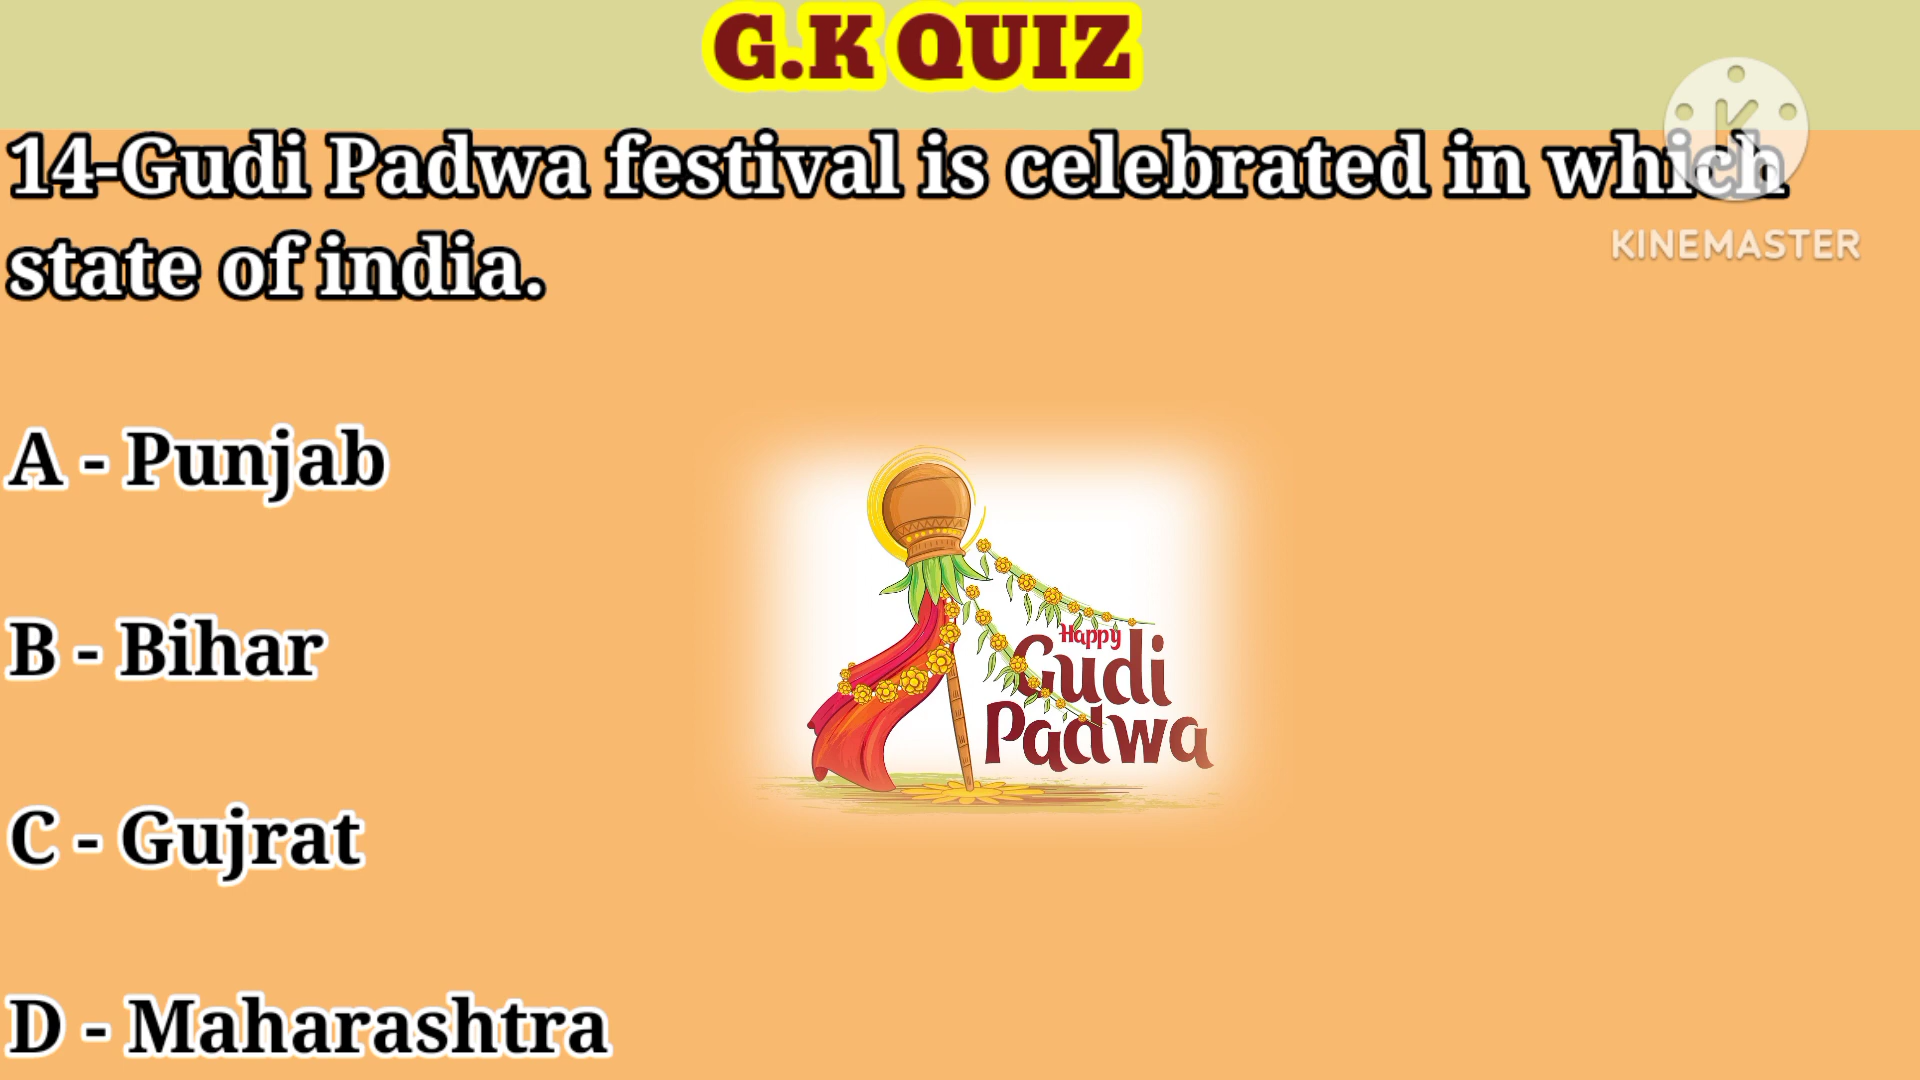 G.K QUIZ
14-Gudi Padwa festival is celebrated in which
state of india.
K
KINEMASTER
A - Punjab
B - Bihar
C - Gujrat
D - Maharashtra
Happy
Gudi
Padwa